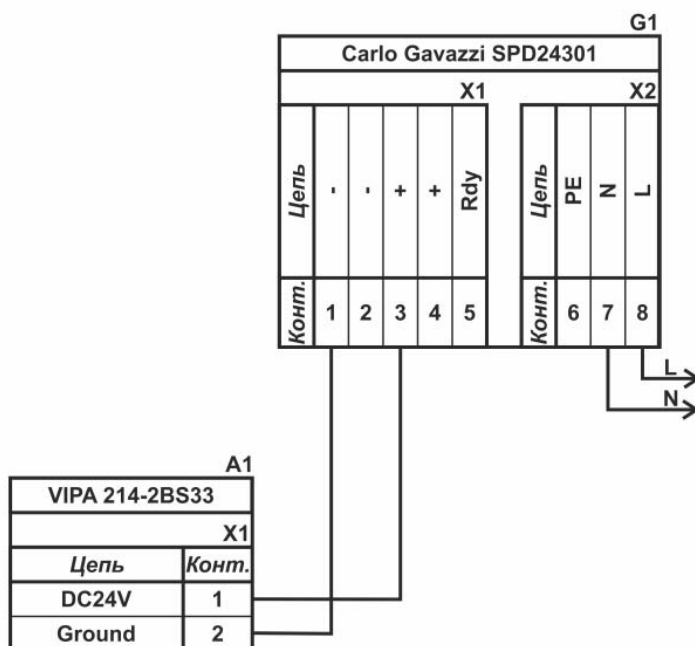 G1
Carlo Gavazzi SPD24301
X1 X2
Цепь - - + + Rdy Цепь PE N L
Конт. 1 2 3 4 5 Конт. 6 7 8
L
N
A1
VIPA 214-2BS33
X1
Цепь Конт.
DC24V 1
Ground 2